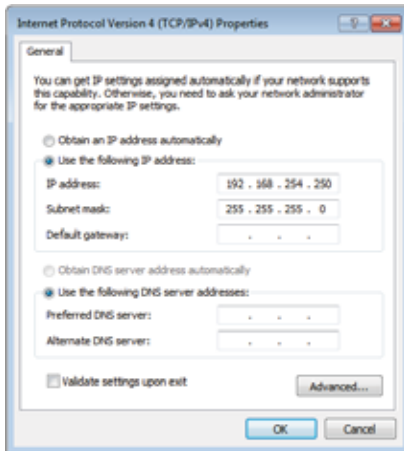 Internet Protocol Version 4 (TCP/IPv4) Properties
General
You can get IP settings assigned automatically if your network supports
this capability. Otherwise, you need to ask your network administrator
for the appropriate IP settings.
Obtain an IP address automatically
Use the following IP address:
IP address: 192 . 168 . 254 . 250
Subnet mask: 255 . 255 . 255 . 0
Default gateway: . . .
Obtain DNS server address automatically
Use the following DNS server addresses:
Preferred DNS server: . . .
Alternate DNS server: . . .
Validate settings upon exit
Advanced...
OK Cancel